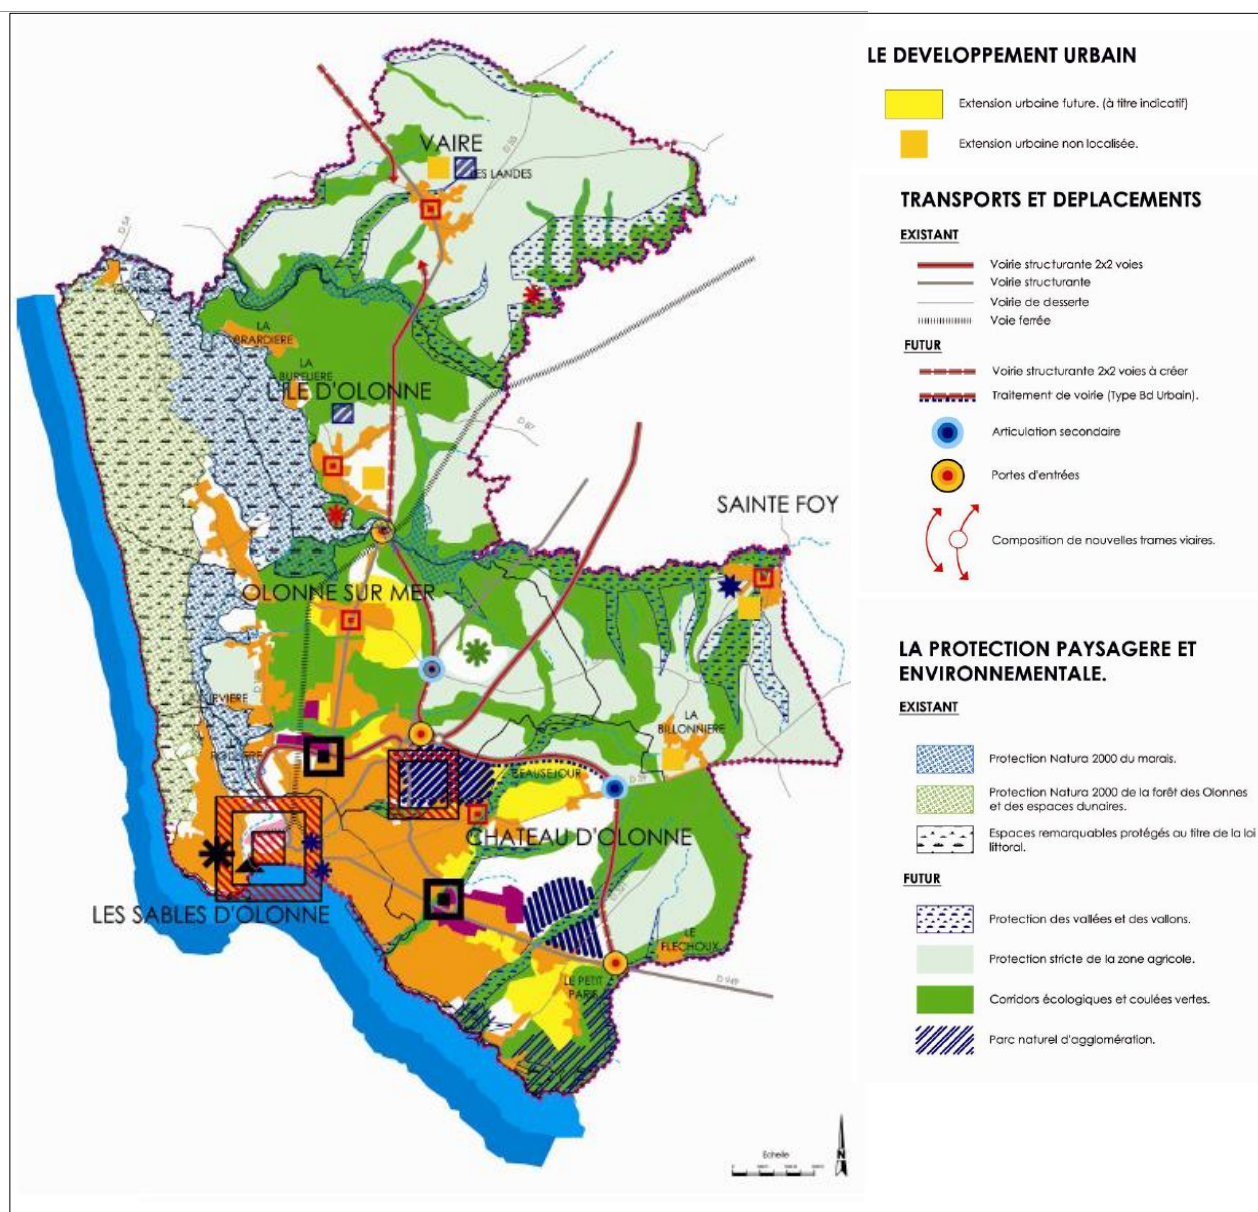 LE DEVELOPPEMENT URBAIN
Extension urbaine future. (à titre indicatif)
Extension urbaine non localisée.
TRANSPORTS ET DEPLACEMENTS
EXISTANT
Voirie structurante 2x2 voies
Voirie structurante
Voirie de desserte
Voie ferrée
FUTUR
Voirie structurante 2x2 voies à créer
Traitement de voirie (Type Bd Urbain).
Articulation secondaire
Portes d'entrées
Composition de nouvelles trames viaires.
LA PROTECTION PAYSAGERE ET
ENVIRONNEMENTALE.
EXISTANT
Protection Natura 2000 du marais.
Protection Natura 2000 de la forêt des Olonnes
et des espaces dunaires.
Espaces remarquables protégés au titre de la loi
littoral.
FUTUR
Protection des vallées et des vallons.
Protection stricte de la zone agricole.
Corridors écologiques et coulées vertes.
Parc naturel d'agglomération.
VAIRE
LES LANDES
D 54
LA
BRARDIERE
LA
BURELIERE
L'ILE D'OLONNE
D 87
SAINTE FOY
OLONNE SUR MER
LA
BILLONNIERE
BEAUSEJOUR
CHATEAU D'OLONNE
LES SABLES D'OLONNE
LE
FLECHOUX
LE PETIT
PARIS
D 949
Echelle
N